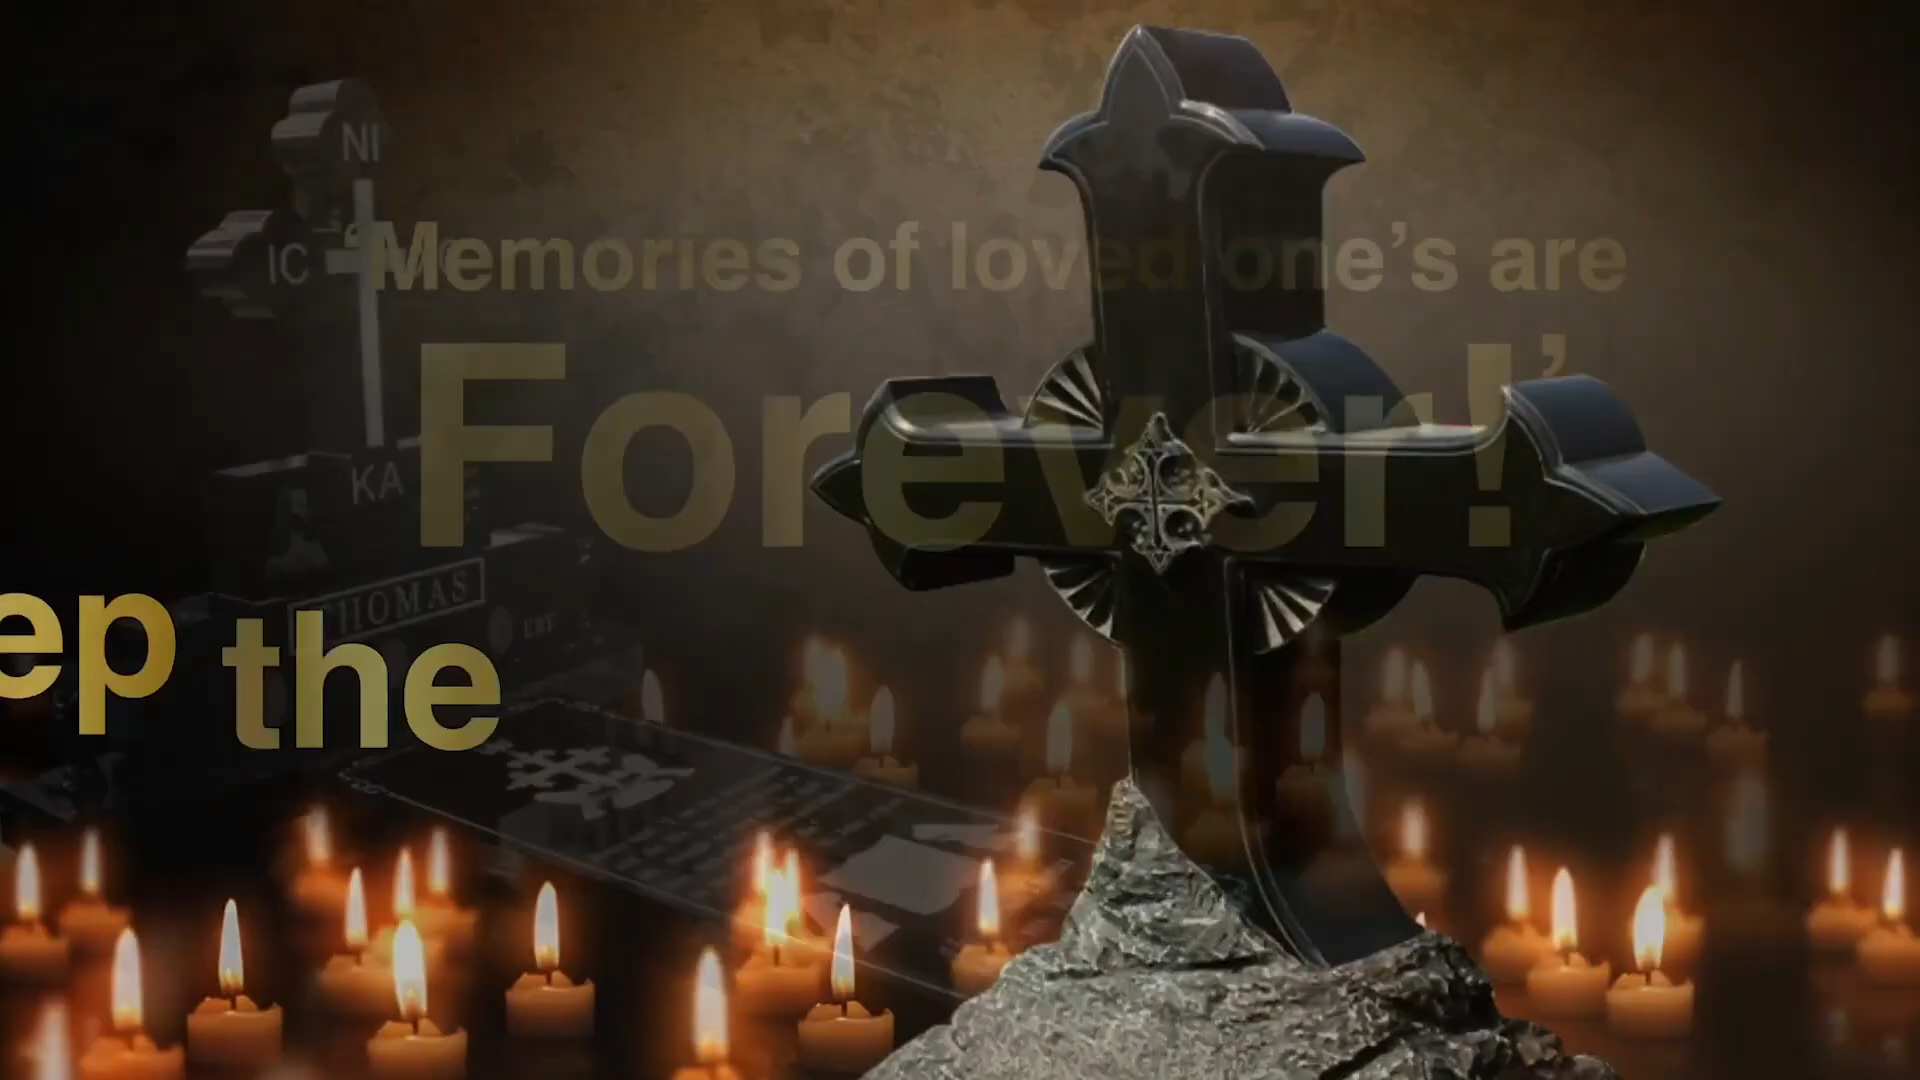 NI
IC
‘Memories of loved one’s are
Forever!’
KA
THOMAS
ep the